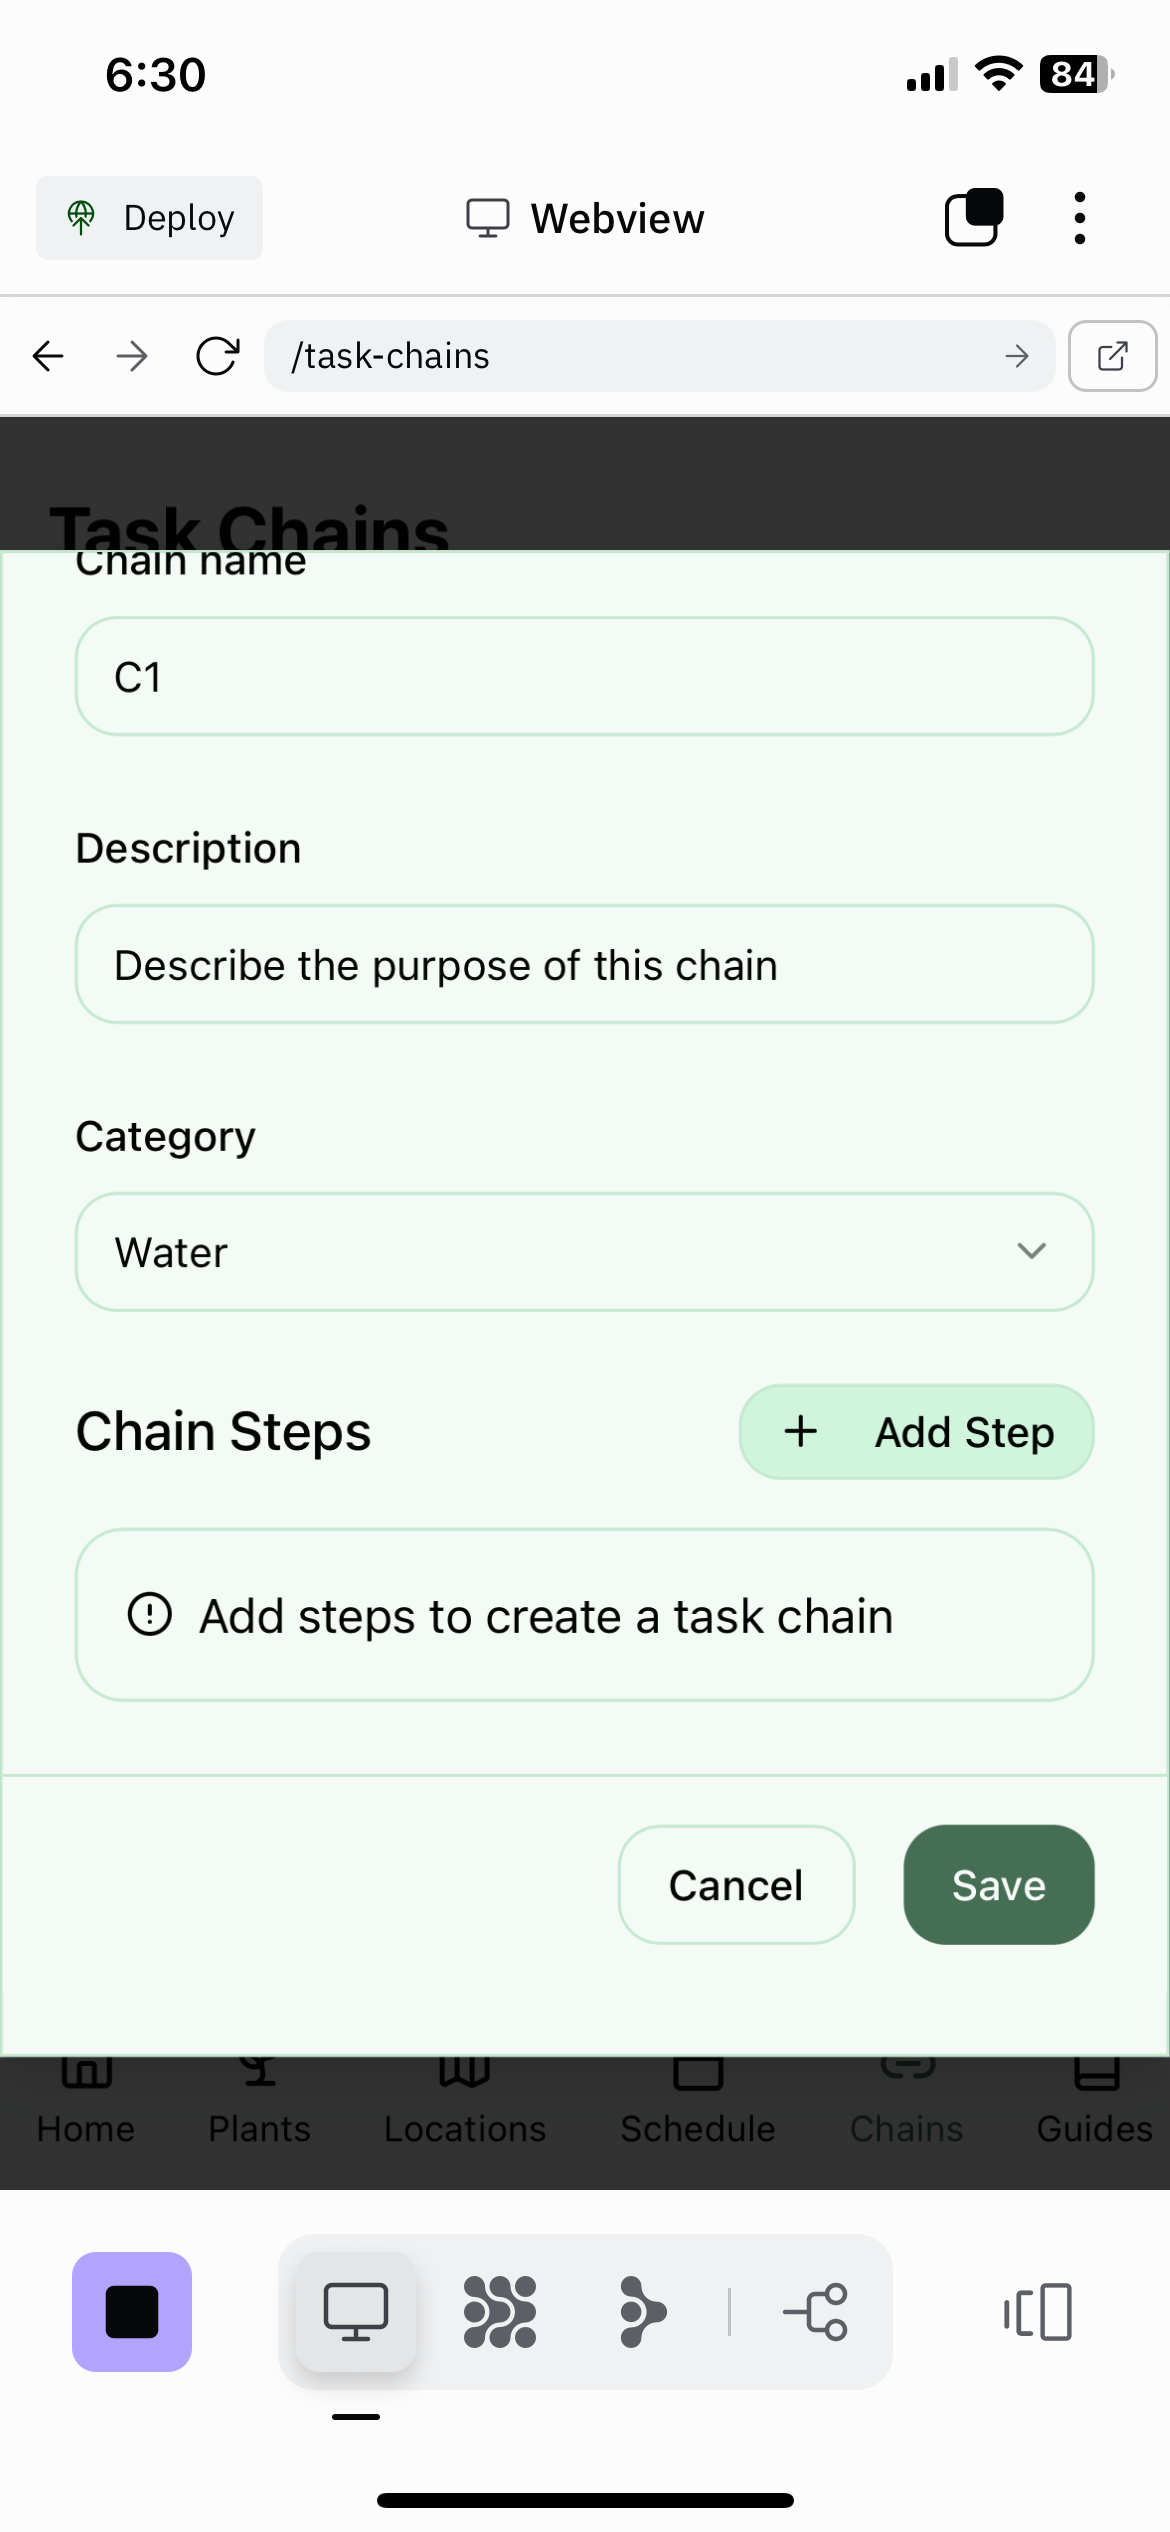 6:30
84
Deploy
Webview
/task-chains
Task Chains
Chain name
C1
Description
Describe the purpose of this chain
Category
Water
Chain Steps
+ Add Step
Add steps to create a task chain
Cancel
Save
Home
Plants
Locations
Schedule
Chains
Guides